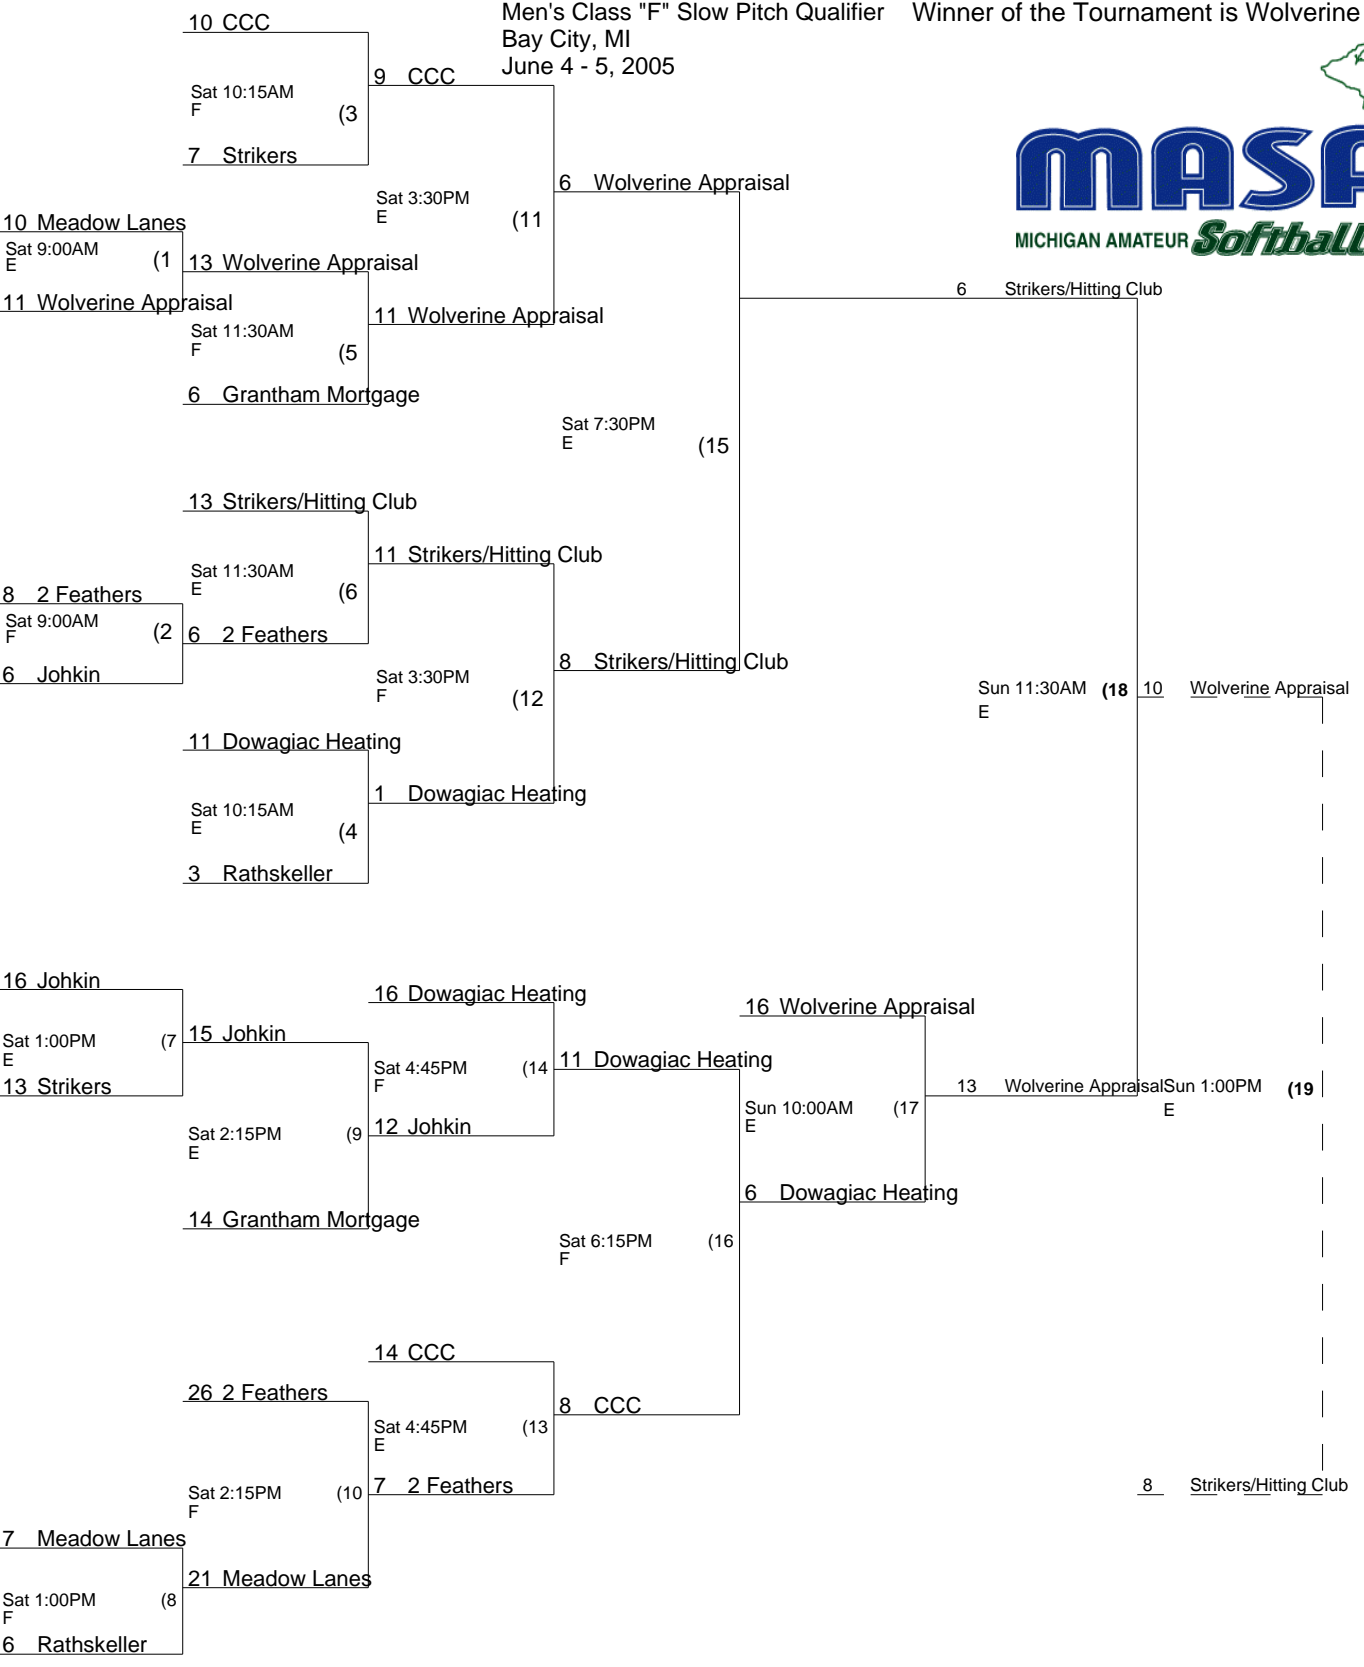 Men's Class "F" Slow Pitch Qualifier Winner of the Tournament is Wolverine
Bay City, MI
June 4 - 5, 2005
MASA
MICHIGAN AMATEUR Softball
10 CCC
Sat 10:15AM
F (3
7 Strikers
9 CCC
Sat 3:30PM
E (11
10 Meadow Lanes
Sat 9:00AM
E (1
11 Wolverine Appraisal
13 Wolverine Appraisal
Sat 11:30AM
F (5
6 Grantham Mortgage
11 Wolverine Appraisal
6 Wolverine Appraisal
Sat 7:30PM
E (15
13 Strikers/Hitting Club
Sat 11:30AM
E (6
8 2 Feathers
Sat 9:00AM
F (2
6 Johkin
6 2 Feathers
11 Strikers/Hitting Club
Sat 3:30PM
F (12
8 Strikers/Hitting Club
11 Dowagiac Heating
Sat 10:15AM
E (4
3 Rathskeller
1 Dowagiac Heating
6 Strikers/Hitting Club
Sun 11:30AM (18
E
10 Wolverine Appraisal
16 Johkin
Sat 1:00PM (7
E
13 Strikers
15 Johkin
Sat 2:15PM (9
E
14 Grantham Mortgage
16 Dowagiac Heating
Sat 4:45PM (14
F
12 Johkin
11 Dowagiac Heating
Sat 6:15PM (16
F
16 Wolverine Appraisal
Sun 10:00AM (17
E
6 Dowagiac Heating
13 Wolverine Appraisal
Sun 1:00PM (19
E
14 CCC
Sat 4:45PM (13
E
7 2 Feathers
8 CCC
26 2 Feathers
Sat 2:15PM (10
F
21 Meadow Lanes
7 Meadow Lanes
Sat 1:00PM (8
F
6 Rathskeller
8 Strikers/Hitting Club